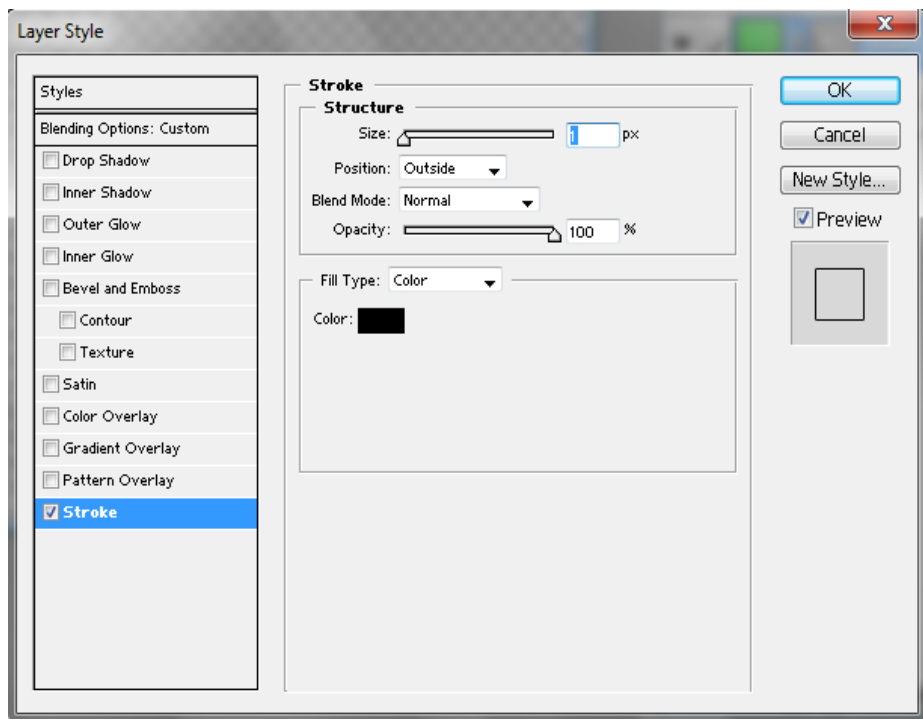 Layer Style
Styles
Blending Options: Custom
Drop Shadow
Inner Shadow
Outer Glow
Inner Glow
Bevel and Emboss
Contour
Texture
Satin
Color Overlay
Gradient Overlay
Pattern Overlay
Stroke
Stroke
Structure
Size: 1 px
Position: Outside
Blend Mode: Normal
Opacity: 100 %
Fill Type: Color
Color:
OK
Cancel
New Style...
Preview